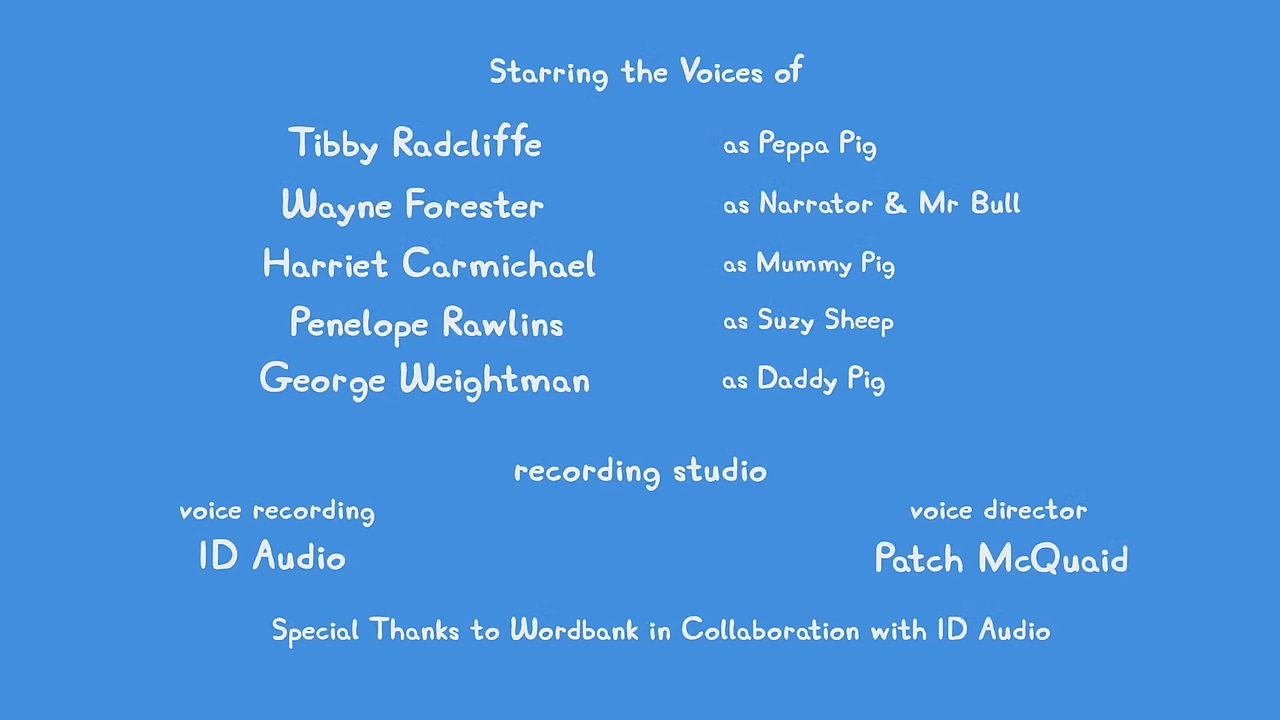 Starring the Voices of
Tibby Radcliffe as Peppa Pig
Wayne Forester as Narrator & Mr Bull
Harriet Carmichael as Mummy Pig
Penelope Rawlins as Suzy Sheep
George Weightman as Daddy Pig
recording studio
voice recording voice director
ID Audio Patch McQuaid
Special Thanks to Wordbank in Collaboration with ID Audio